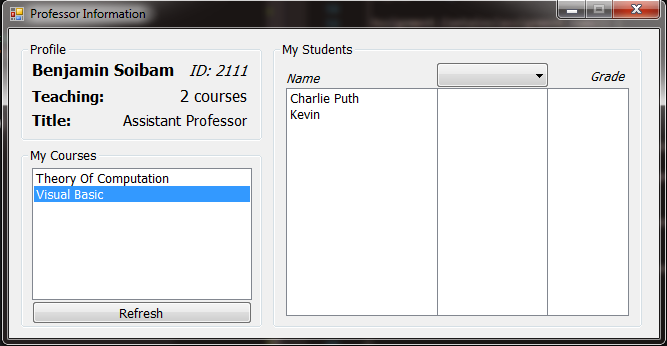 Professor Information
Profile
Benjamin Soibam ID: 2111
Teaching: 2 courses
Title: Assistant Professor
My Courses
Theory Of Computation
Visual Basic
Refresh
My Students
Name Grade
Charlie Puth
Kevin